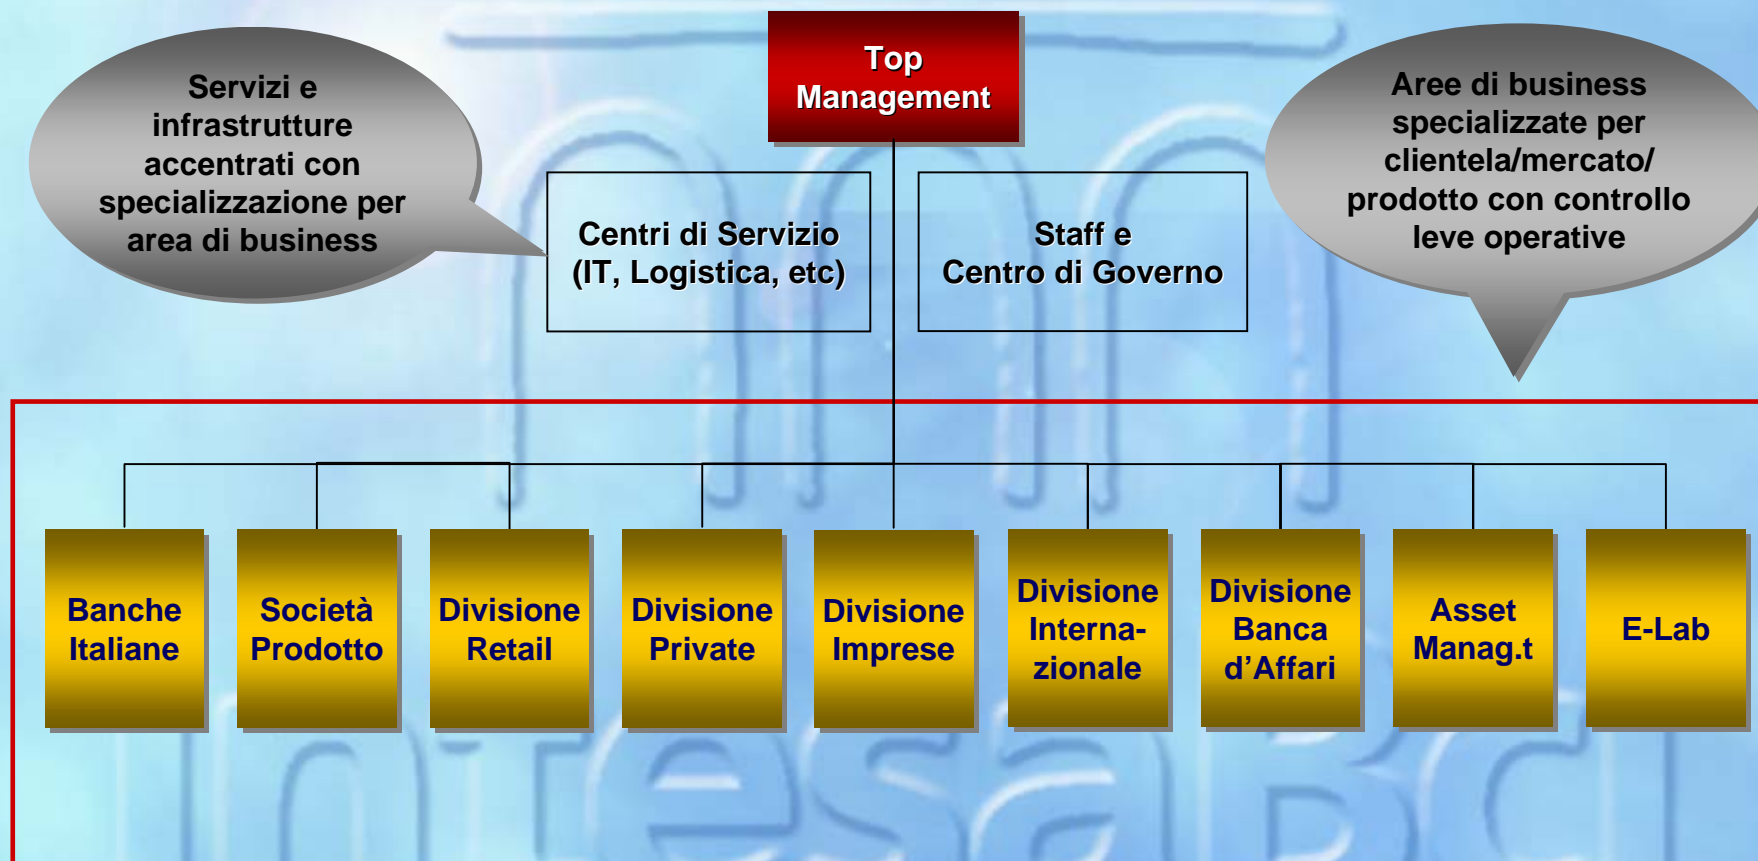 Top
Management
Servizi e
infrastrutture
accentrati con
specializzazione per
area di business
Aree di business
specializzate per
clientela/mercato/
prodotto con controllo
leve operative
Centri di Servizio
(IT, Logistica, etc)
Staff e
Centro di Governo
Banche
Italiane
Società
Prodotto
Divisione
Retail
Divisione
Private
Divisione
Imprese
Divisione
Interna-
zionale
Divisione
Banca
d’Affari
Asset
Manag.t
E-Lab
IntesaBci